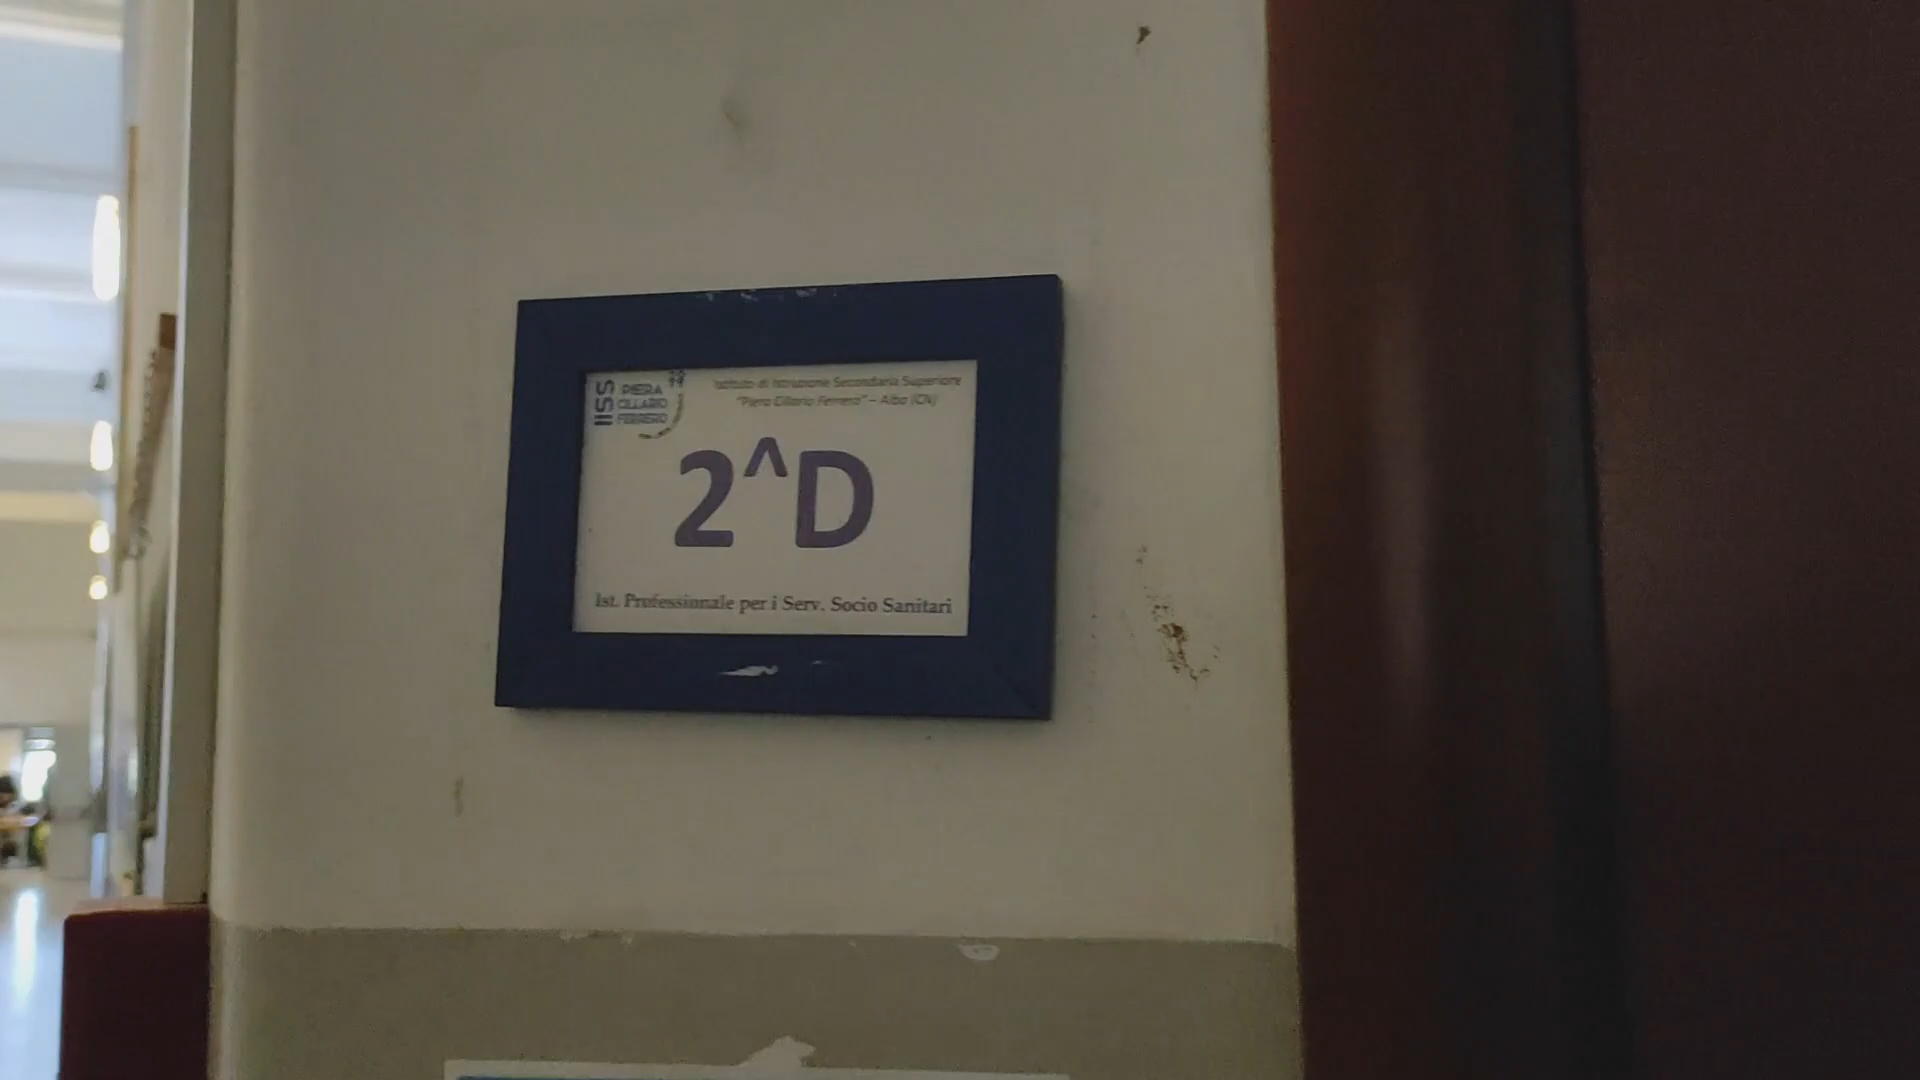 IISS
PIERA
CILLARIO
FERRERO
Istituto di Istruzione Secondaria Superiore
"Piera Cillario Ferrero" – Alba (CN)
2^D
Ist. Professionale per i Serv. Socio Sanitari